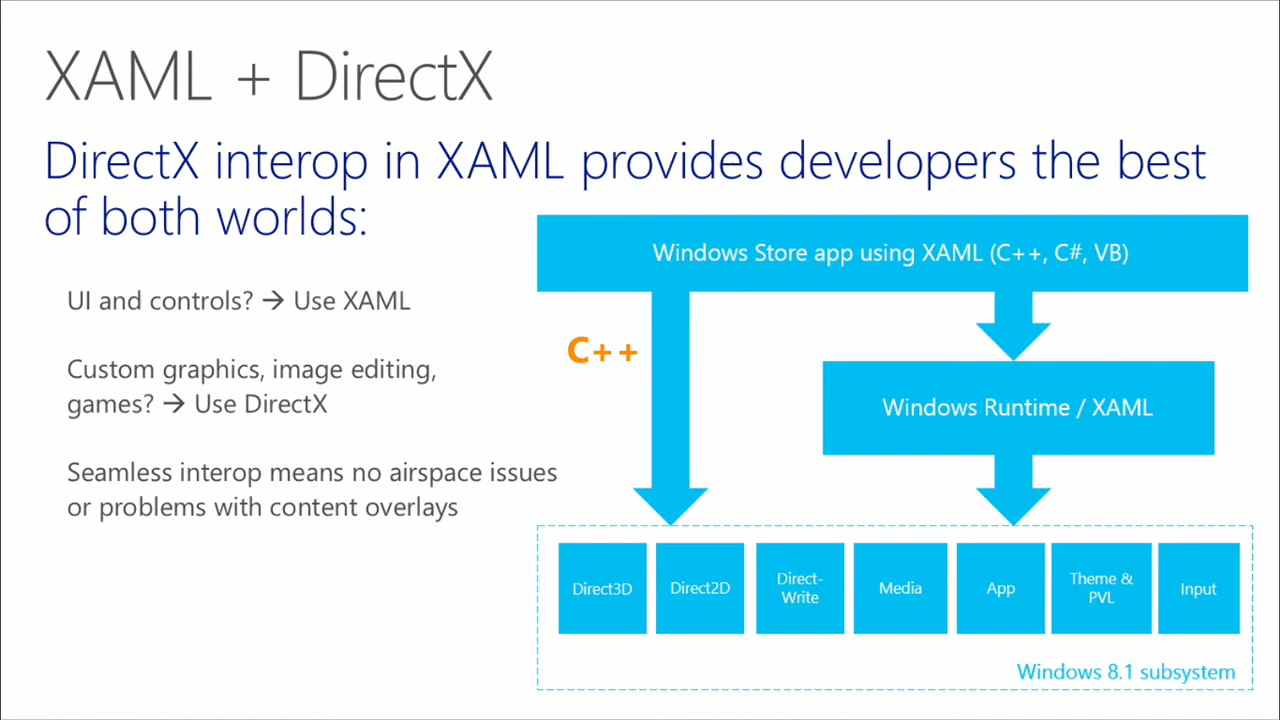 XAML + DirectX
DirectX interop in XAML provides developers the best
of both worlds:
UI and controls? → Use XAML
Custom graphics, image editing,
games? → Use DirectX
Seamless interop means no airspace issues
or problems with content overlays
Windows Store app using XAML (C++, C#, VB)
C++
Windows Runtime / XAML
Direct3D
Direct2D
Direct-
Write
Media
App
Theme &
PVL
Input
Windows 8.1 subsystem